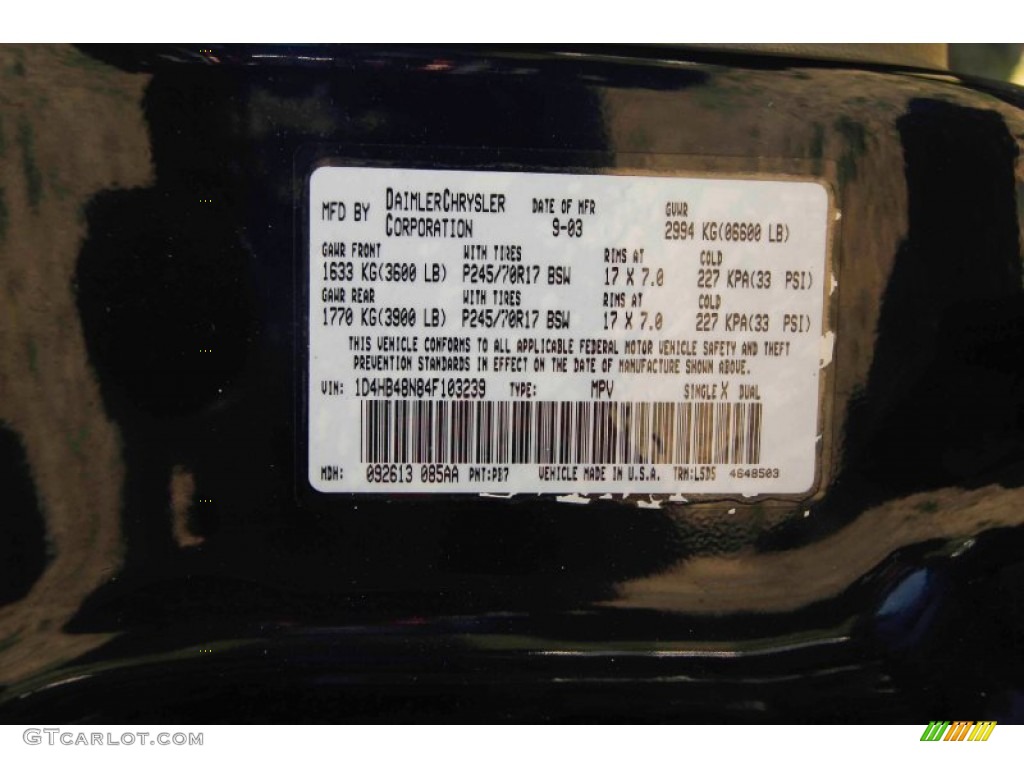 MFD BY DAIMLERCHRYSLER CORPORATION DATE OF MFR 9-03 GVWR 2994 KG(06600 LB)
GAWR FRONT WITH TIRES RIMS AT COLD
1633 KG(3600 LB) P245/70R17 BSW 17 X 7.0 227 KPA(33 PSI)
GAWR REAR WITH TIRES RIMS AT COLD
1770 KG(3900 LB) P245/70R17 BSW 17 X 7.0 227 KPA(33 PSI)
THIS VEHICLE CONFORMS TO ALL APPLICABLE FEDERAL MOTOR VEHICLE SAFETY AND THEFT
PREVENTION STANDARDS IN EFFECT ON THE DATE OF MANUFACTURE SHOWN ABOVE.
VIN: 1D4HB48N84F103239 TYPE: MPV SINGLE X DUAL
MDH: 092613 085AA PNT:PB7 VEHICLE MADE IN U.S.A. TRM:L5D5 4648503
GTCarlot.com